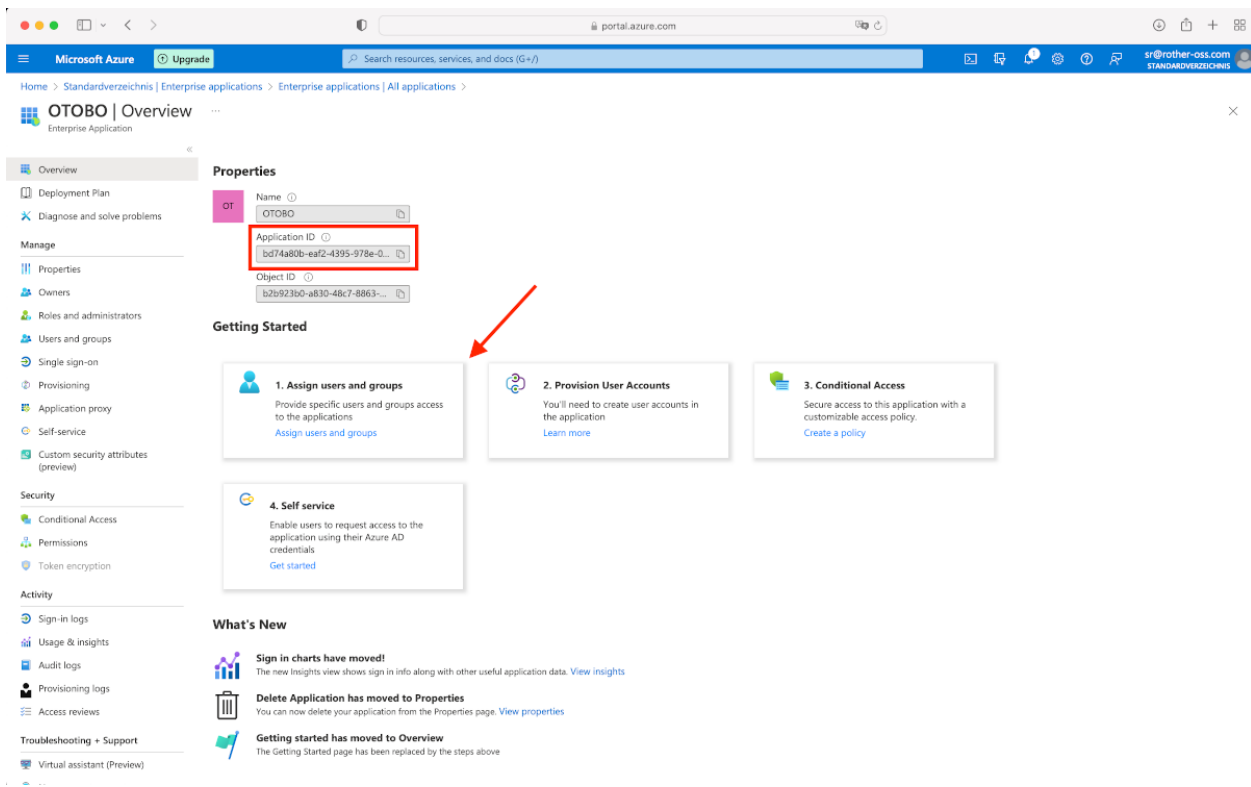 portal.azure.com
Microsoft Azure
Upgrade
Search resources, services, and docs (G+/)
1
sr@rother-oss.com
STANDARDVERZEICHNIS
Home > Standardverzeichnis | Enterprise applications > Enterprise applications | All applications >
OTOBO | Overview ...
Enterprise Application
«
Overview
Deployment Plan
Diagnose and solve problems
Manage
Properties
Owners
Roles and administrators
Users and groups
Single sign-on
Provisioning
Application proxy
Self-service
Custom security attributes
(preview)
Security
Conditional Access
Permissions
Token encryption
Activity
Sign-in logs
Usage & insights
Audit logs
Provisioning logs
Access reviews
Troubleshooting + Support
Virtual assistant (Preview)
Properties
OT
Name
OTOBO
Application ID
bd74a80b-eaf2-4395-978e-0...
Object ID
b2b923b0-a830-48c7-8863-...
Getting Started
1. Assign users and groups
Provide specific users and groups access
to the applications
Assign users and groups
2. Provision User Accounts
You'll need to create user accounts in
the application
Learn more
3. Conditional Access
Secure access to this application with a
customizable access policy.
Create a policy
4. Self service
Enable users to request access to the
application using their Azure AD
credentials
Get started
What's New
Sign in charts have moved!
The new Insights view shows sign in info along with other useful application data. View insights
Delete Application has moved to Properties
You can now delete your application from the Properties page. View properties
Getting started has moved to Overview
The Getting Started page has been replaced by the steps above